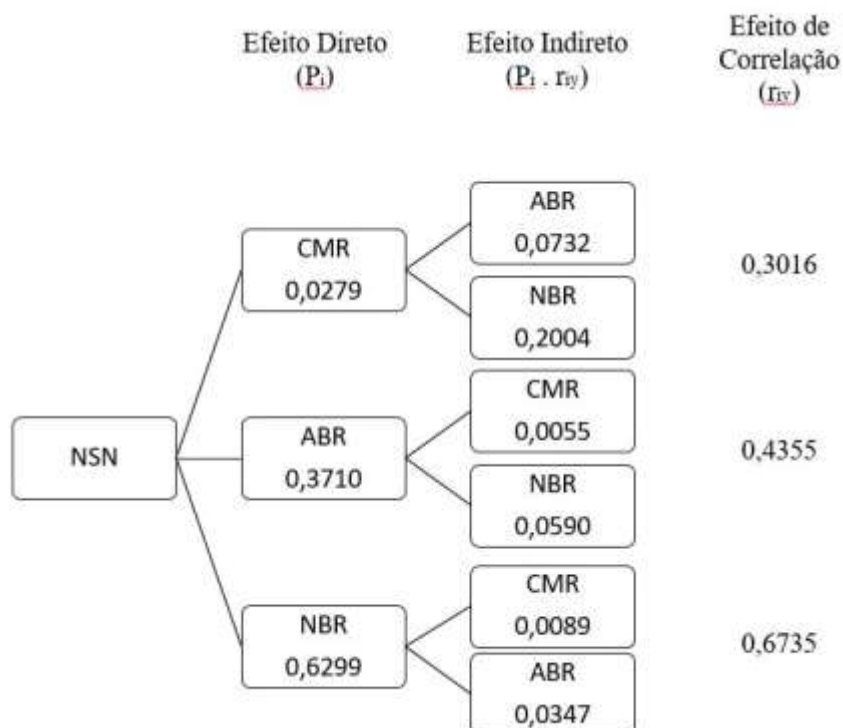 Efeito Direto
(Pi)
Efeito Indireto
(Pi . riy)
Efeito de
Correlação
(riy)
CMR
0,0279
ABR
0,0732
NBR
0,2004
0,3016
NSN
ABR
0,3710
CMR
0,0055
NBR
0,0590
0,4355
NBR
0,6299
CMR
0,0089
ABR
0,0347
0,6735